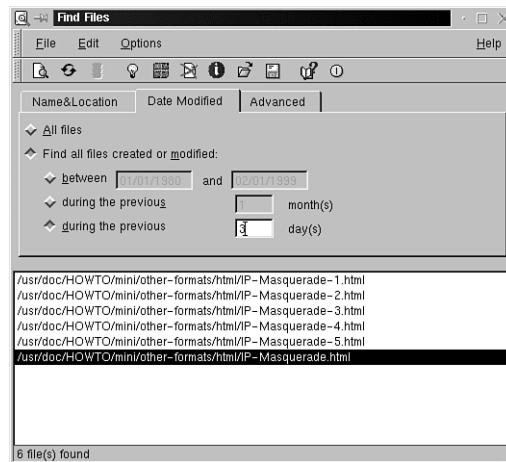 Find Files
File Edit Options Help
Name&Location Date Modified Advanced
All files
Find all files created or modified:
between 01/01/1980 and 02/01/1999
during the previous 1 month(s)
during the previous 3 day(s)
/usr/doc/HOWTO/mini/other-formats/html/IP-Masquerade-1.html
/usr/doc/HOWTO/mini/other-formats/html/IP-Masquerade-2.html
/usr/doc/HOWTO/mini/other-formats/html/IP-Masquerade-3.html
/usr/doc/HOWTO/mini/other-formats/html/IP-Masquerade-4.html
/usr/doc/HOWTO/mini/other-formats/html/IP-Masquerade-5.html
/usr/doc/HOWTO/mini/other-formats/html/IP-Masquerade.html
6 file(s) found